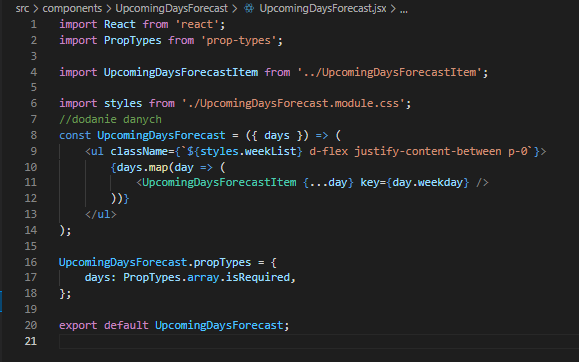 src > components > UpcomingDaysForecast > UpcomingDaysForecast.jsx > ...
1 import React from 'react';
2 import PropTypes from 'prop-types';
3
4 import UpcomingDaysForecastItem from '../UpcomingDaysForecastItem';
5
6 import styles from './UpcomingDaysForecast.module.css';
7 //dodanie danych
8 const UpcomingDaysForecast = ({ days }) => (
9     <ul className={`${styles.weekList} d-flex justify-content-between p-0`}>
10         {days.map(day => (
11             <UpcomingDaysForecastItem {...day} key={day.weekday} />
12         ))}
13     </ul>
14 );
15
16 UpcomingDaysForecast.propTypes = {
17     days: PropTypes.array.isRequired,
18 };
19
20 export default UpcomingDaysForecast;
21